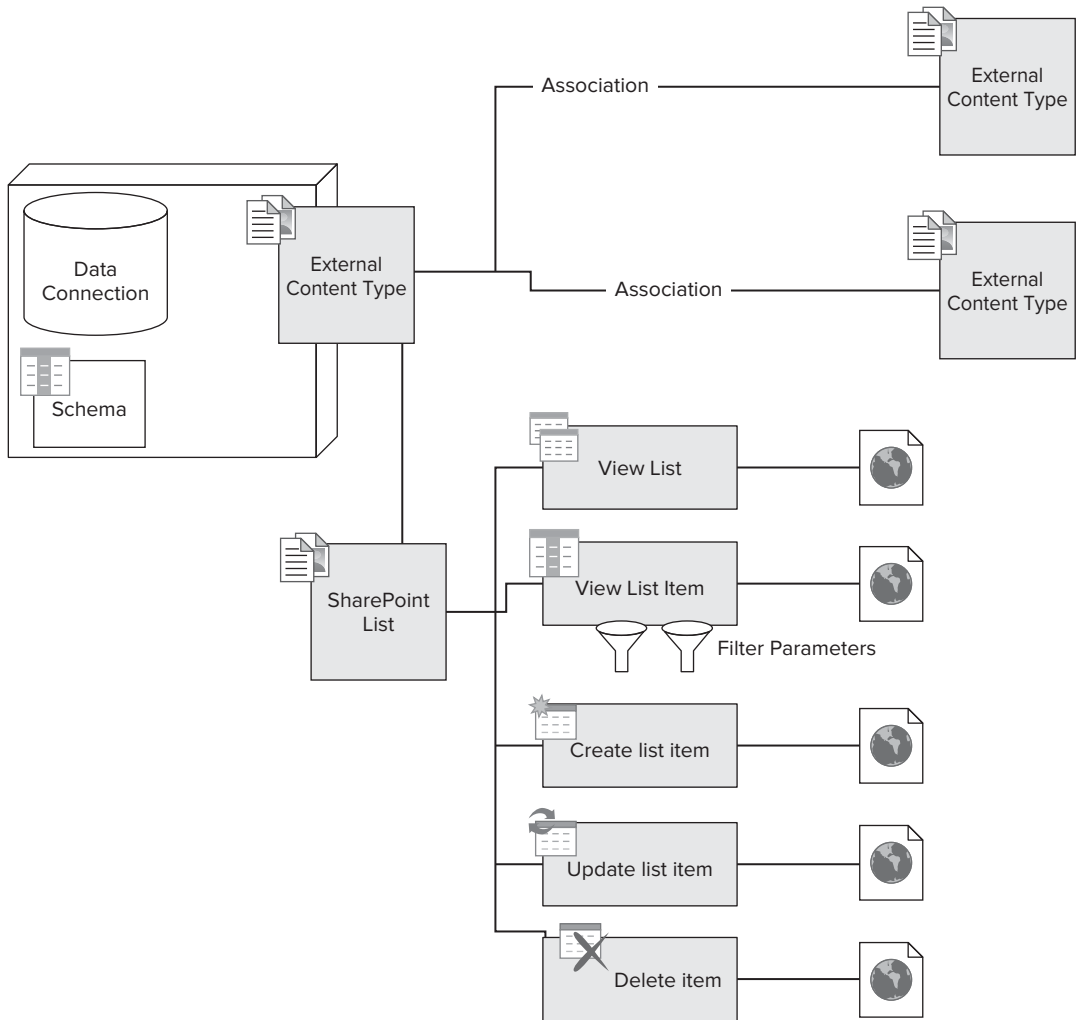 Association
External
Content Type
Data
Connection
External
Content Type
Association
External
Content Type
Schema
View List
SharePoint
List
View List Item
Filter Parameters
Create list item
Update list item
Delete item